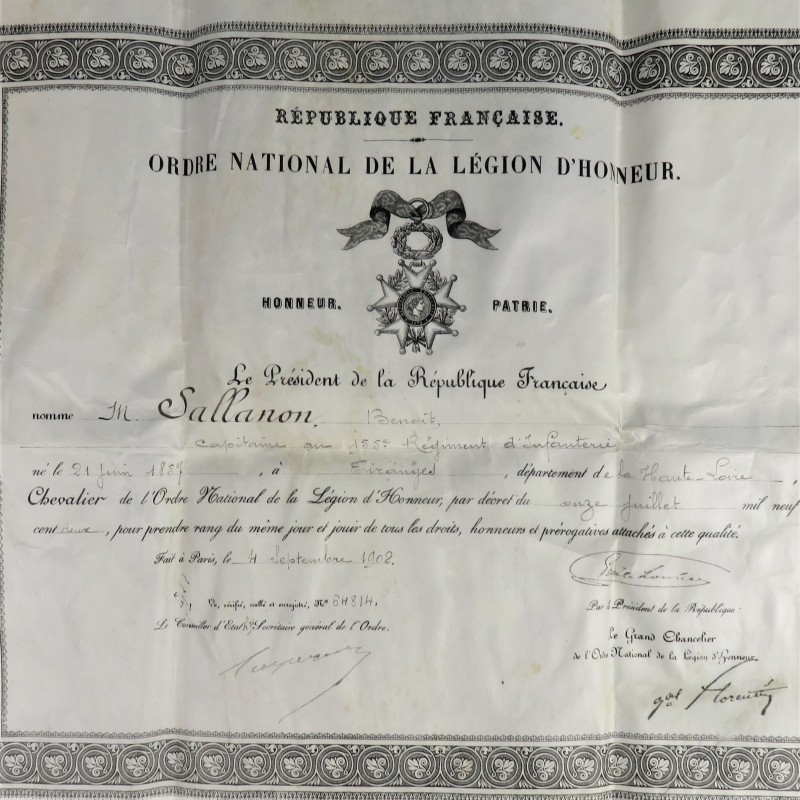 RÉPUBLIQUE FRANÇAISE.
ORDRE NATIONAL DE LA LÉGION D'HONNEUR.
HONNEUR. PATRIE.
Le Président de la République Française
nomme M. Sallanon, Benoit,
Capitaine au 155e Régiment d'Infanterie
né le 21 juin 1857, à Tiranges, département de la Haute Loire,
Chevalier de l'Ordre National de la Légion d'Honneur, par décret du onze juillet mil neuf
cent deux, pour prendre rang du même jour et jouir de tous les droits, honneurs et prérogatives attachés à cette qualité.
Fait à Paris, le 4 Septembre 1902.
Vu, vérifié, scellé et enregistré, No 64814.
Le Conseiller d'Etat Secrétaire général de l'Ordre.
Par le Président de la République:
Le Grand Chancelier
de l'Ordre National de la Légion d'Honneur,
gal Florentin